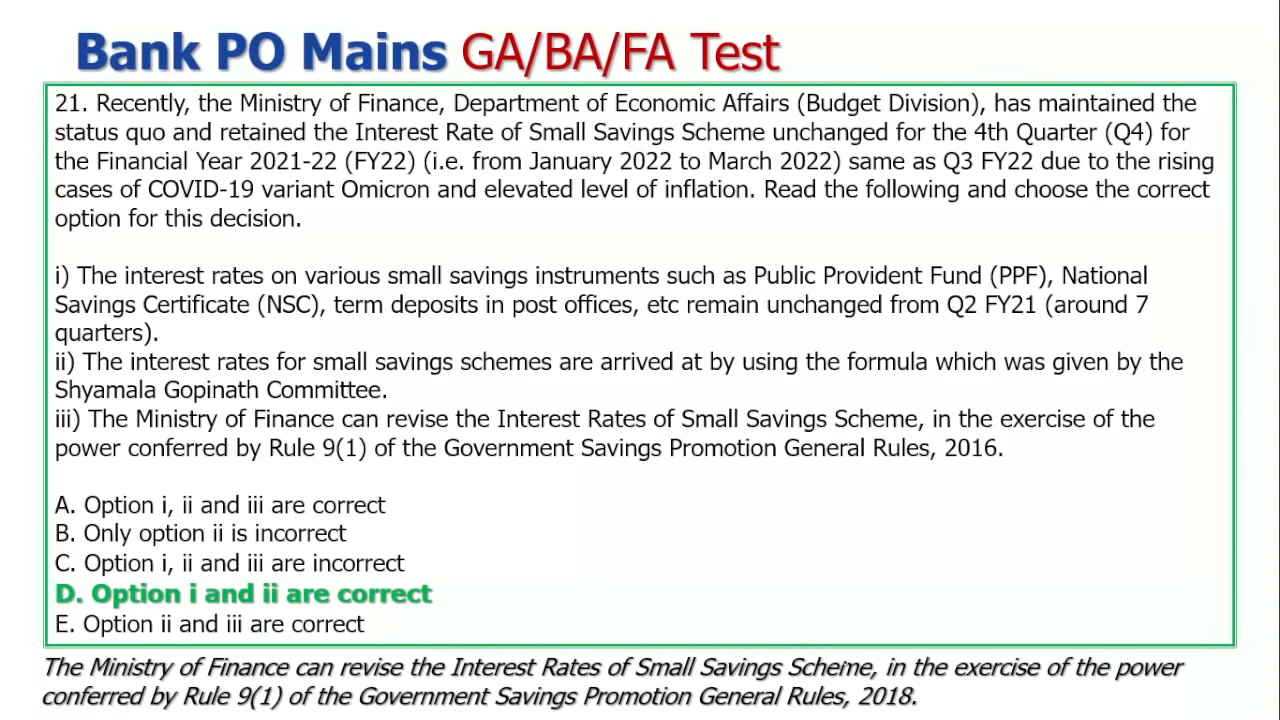 Bank PO Mains GA/BA/FA Test
21. Recently, the Ministry of Finance, Department of Economic Affairs (Budget Division), has maintained the
status quo and retained the Interest Rate of Small Savings Scheme unchanged for the 4th Quarter (Q4) for
the Financial Year 2021-22 (FY22) (i.e. from January 2022 to March 2022) same as Q3 FY22 due to the rising
cases of COVID-19 variant Omicron and elevated level of inflation. Read the following and choose the correct
option for this decision.
i) The interest rates on various small savings instruments such as Public Provident Fund (PPF), National
Savings Certificate (NSC), term deposits in post offices, etc remain unchanged from Q2 FY21 (around 7
quarters).
ii) The interest rates for small savings schemes are arrived at by using the formula which was given by the
Shyamala Gopinath Committee.
iii) The Ministry of Finance can revise the Interest Rates of Small Savings Scheme, in the exercise of the
power conferred by Rule 9(1) of the Government Savings Promotion General Rules, 2016.
A. Option i, ii and iii are correct
B. Only option ii is incorrect
C. Option i, ii and iii are incorrect
D. Option i and ii are correct
E. Option ii and iii are correct
The Ministry of Finance can revise the Interest Rates of Small Savings Scheme, in the exercise of the power
conferred by Rule 9(1) of the Government Savings Promotion General Rules, 2018.